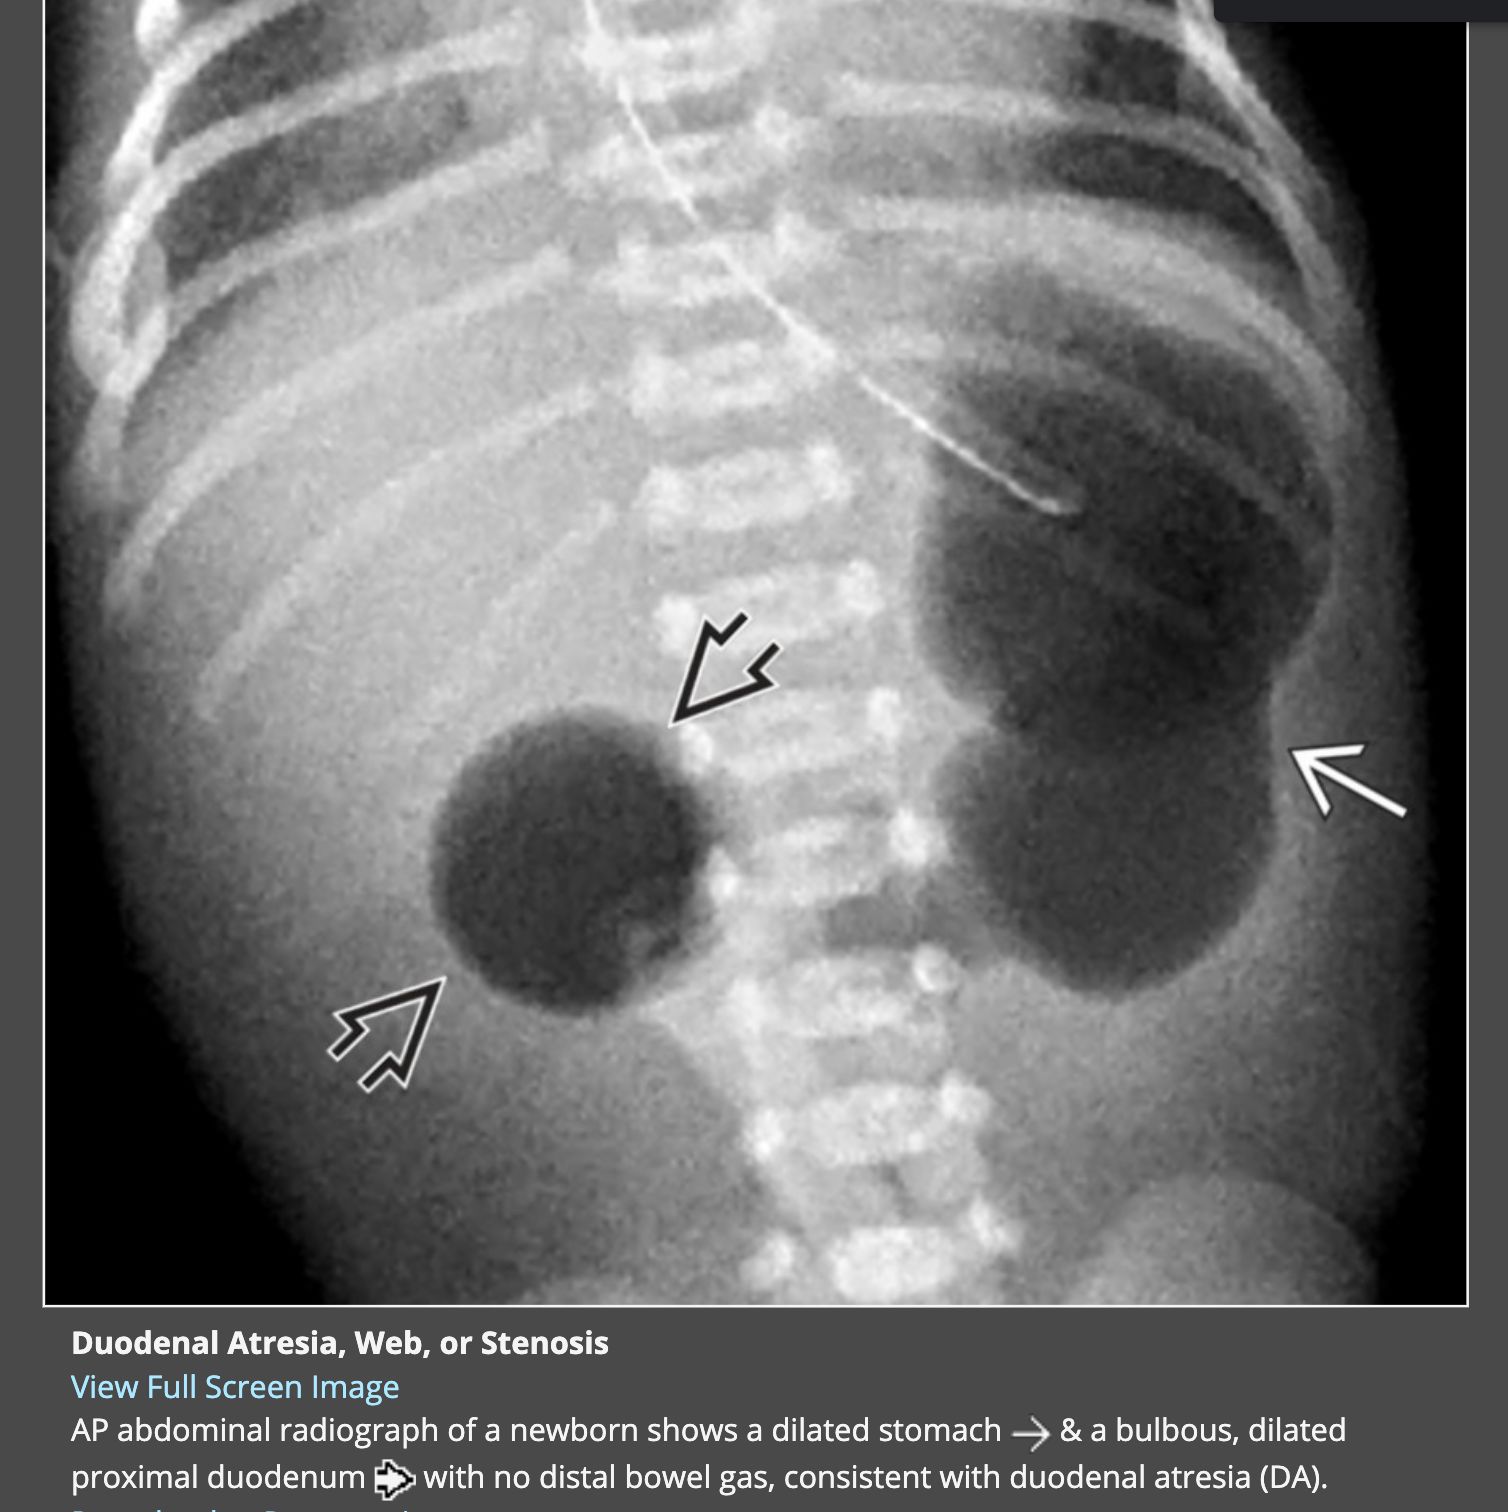 Duodenal Atresia, Web, or Stenosis
View Full Screen Image
AP abdominal radiograph of a newborn shows a dilated stomach → & a bulbous, dilated
proximal duodenum ⇨ with no distal bowel gas, consistent with duodenal atresia (DA).